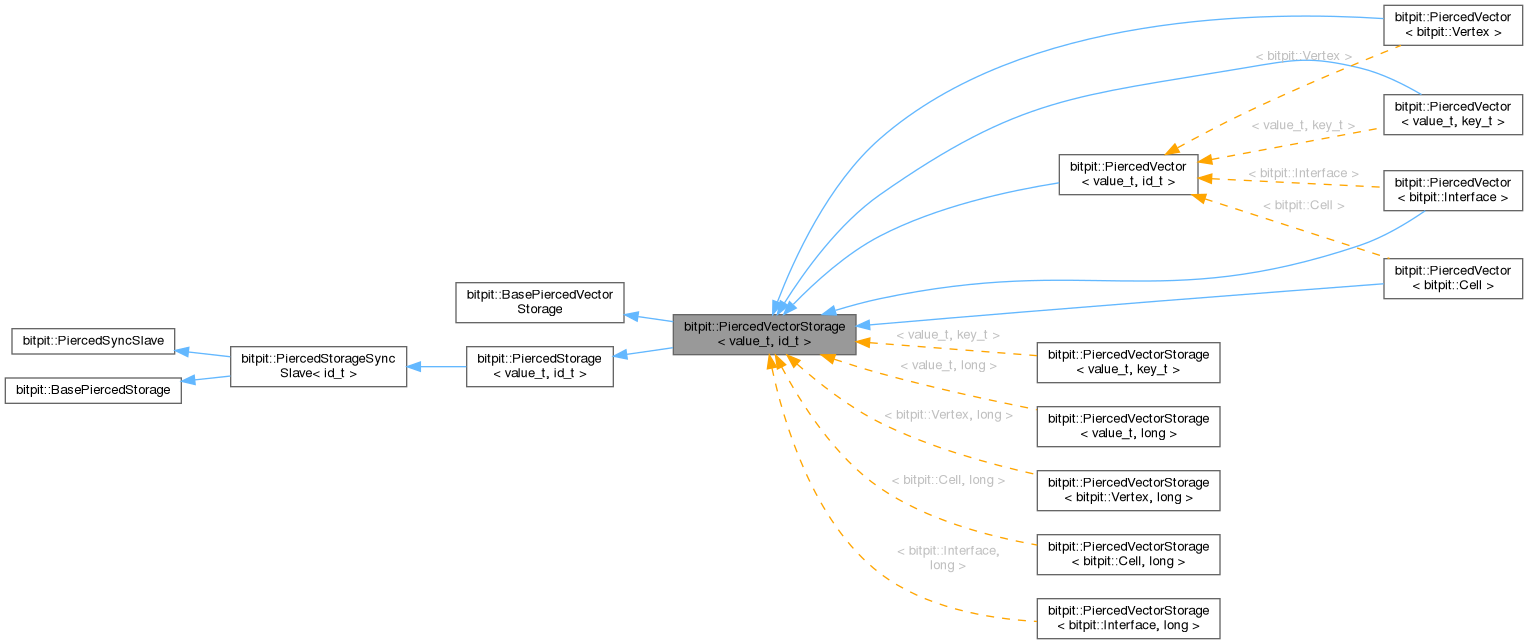 bitpit::PiercedSyncSlave
bitpit::BasePiercedStorage
bitpit::PiercedStorageSync
Slave< id_t >
bitpit::BasePiercedVector
Storage
bitpit::PiercedStorage
< value_t, id_t >
bitpit::PiercedVectorStorage
< value_t, id_t >
bitpit::PiercedVector
< value_t, id_t >
< bitpit::Vertex >
< value_t, key_t >
< bitpit::Interface >
< bitpit::Cell >
bitpit::PiercedVector
< bitpit::Vertex >
bitpit::PiercedVector
< value_t, key_t >
bitpit::PiercedVector
< bitpit::Interface >
bitpit::PiercedVector
< bitpit::Cell >
< value_t, key_t >
bitpit::PiercedVectorStorage
< value_t, key_t >
< value_t, long >
bitpit::PiercedVectorStorage
< value_t, long >
< bitpit::Vertex, long >
bitpit::PiercedVectorStorage
< bitpit::Vertex, long >
< bitpit::Cell, long >
bitpit::PiercedVectorStorage
< bitpit::Cell, long >
< bitpit::Interface,
long >
bitpit::PiercedVectorStorage
< bitpit::Interface, long >